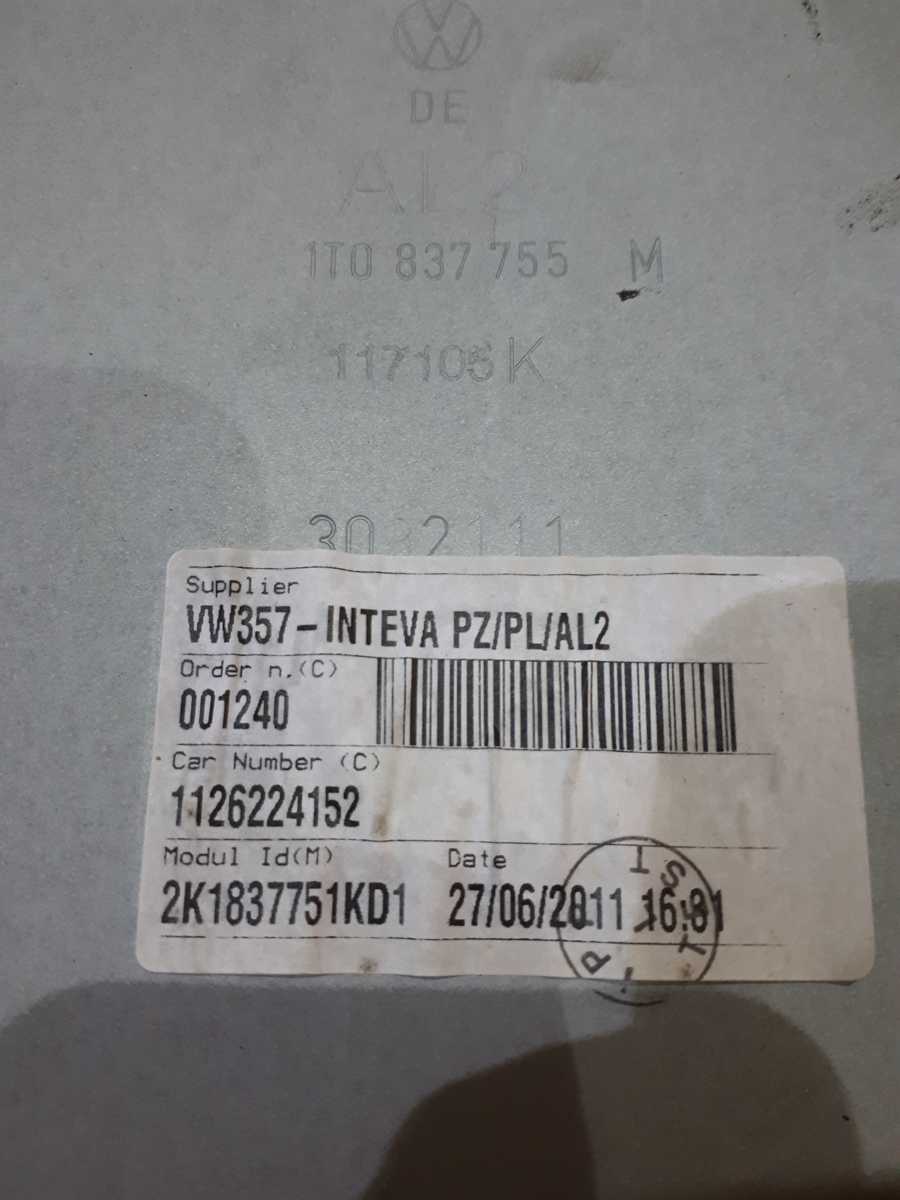 DE
AL2
1T0 837 755 M
117105K
Supplier
VW357-INTEVA PZ/PL/AL2
Order n.(C)
001240
Car Number (C)
1126224152
Modul Id(M) Date
2K1837751KD1 27/06/2011